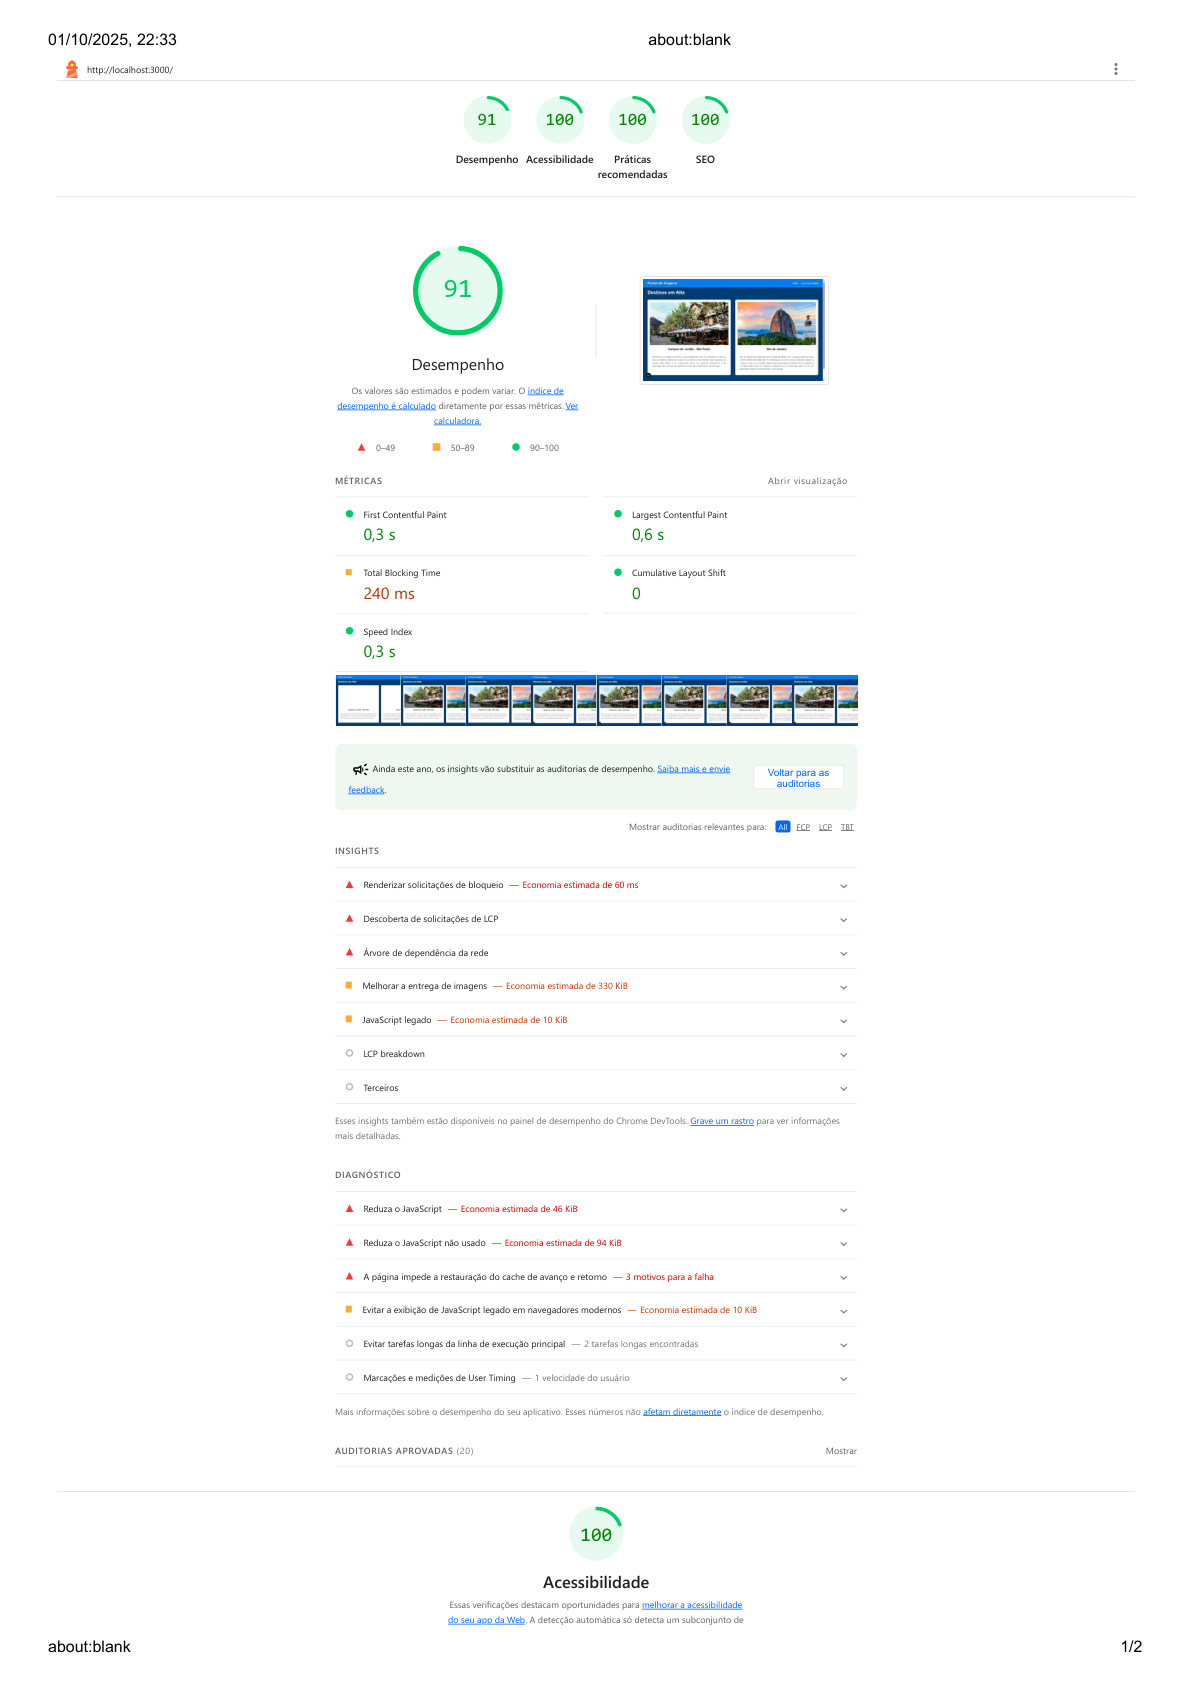 01/10/2025, 22:33
about:blank
http://localhost:3000/
91
100
100
100
Desempenho
Acessibilidade
Práticas recomendadas
SEO
91
Desempenho
Os valores são estimados e podem variar. O índice de
desempenho é calculado diretamente por essas métricas. Ver
calculadora.
0–49
50–89
90–100
Portal de Viagens
Destinos em Alta
MÉTRICAS
Abrir visualização
First Contentful Paint
0,3 s
Largest Contentful Paint
0,6 s
Total Blocking Time
240 ms
Cumulative Layout Shift
0
Speed Index
0,3 s
Ainda este ano, os insights vão substituir as auditorias de desempenho. Saiba mais e envie
feedback.
Voltar para as
auditorias
Mostrar auditorias relevantes para: All FCP LCP TBT
INSIGHTS
Renderizar solicitações de bloqueio — Economia estimada de 60 ms
Descoberta de solicitações de LCP
Árvore de dependência da rede
Melhorar a entrega de imagens — Economia estimada de 330 KiB
JavaScript legado — Economia estimada de 10 KiB
LCP breakdown
Terceiros
Esses insights também estão disponíveis no painel de desempenho do Chrome DevTools. Grave um rastro para ver informações
mais detalhadas.
DIAGNÓSTICO
Reduza o JavaScript — Economia estimada de 46 KiB
Reduza o JavaScript não usado — Economia estimada de 94 KiB
A página impede a restauração do cache de avanço e retorno — 3 motivos para a falha
Evitar a exibição de JavaScript legado em navegadores modernos — Economia estimada de 10 KiB
Evitar tarefas longas da linha de execução principal — 2 tarefas longas encontradas
Marcações e medições de User Timing — 1 velocidade do usuário
Mais informações sobre o desempenho do seu aplicativo. Esses números não afetam diretamente o índice de desempenho.
AUDITORIAS APROVADAS (20)
Mostrar
100
Acessibilidade
Essas verificações destacam oportunidades para melhorar a acessibilidade
do seu app da Web. A detecção automática só detecta um subconjunto de
about:blank
1/2